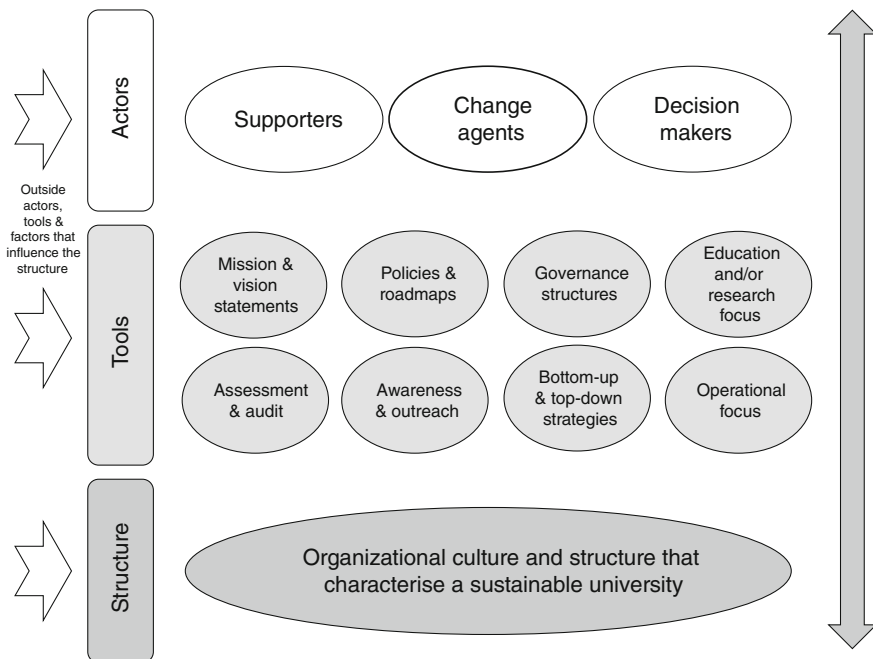 Actors
Supporters
Change
agents
Decision
makers
Outside
actors,
tools &
factors that
influence the
structure
Tools
Mission &
vision
statements
Policies &
roadmaps
Governance
structures
Education
and/or
research
focus
Assessment
& audit
Awareness
& outreach
Bottom-up
& top-down
strategies
Operational
focus
Structure
Organizational culture and structure that
characterise a sustainable university